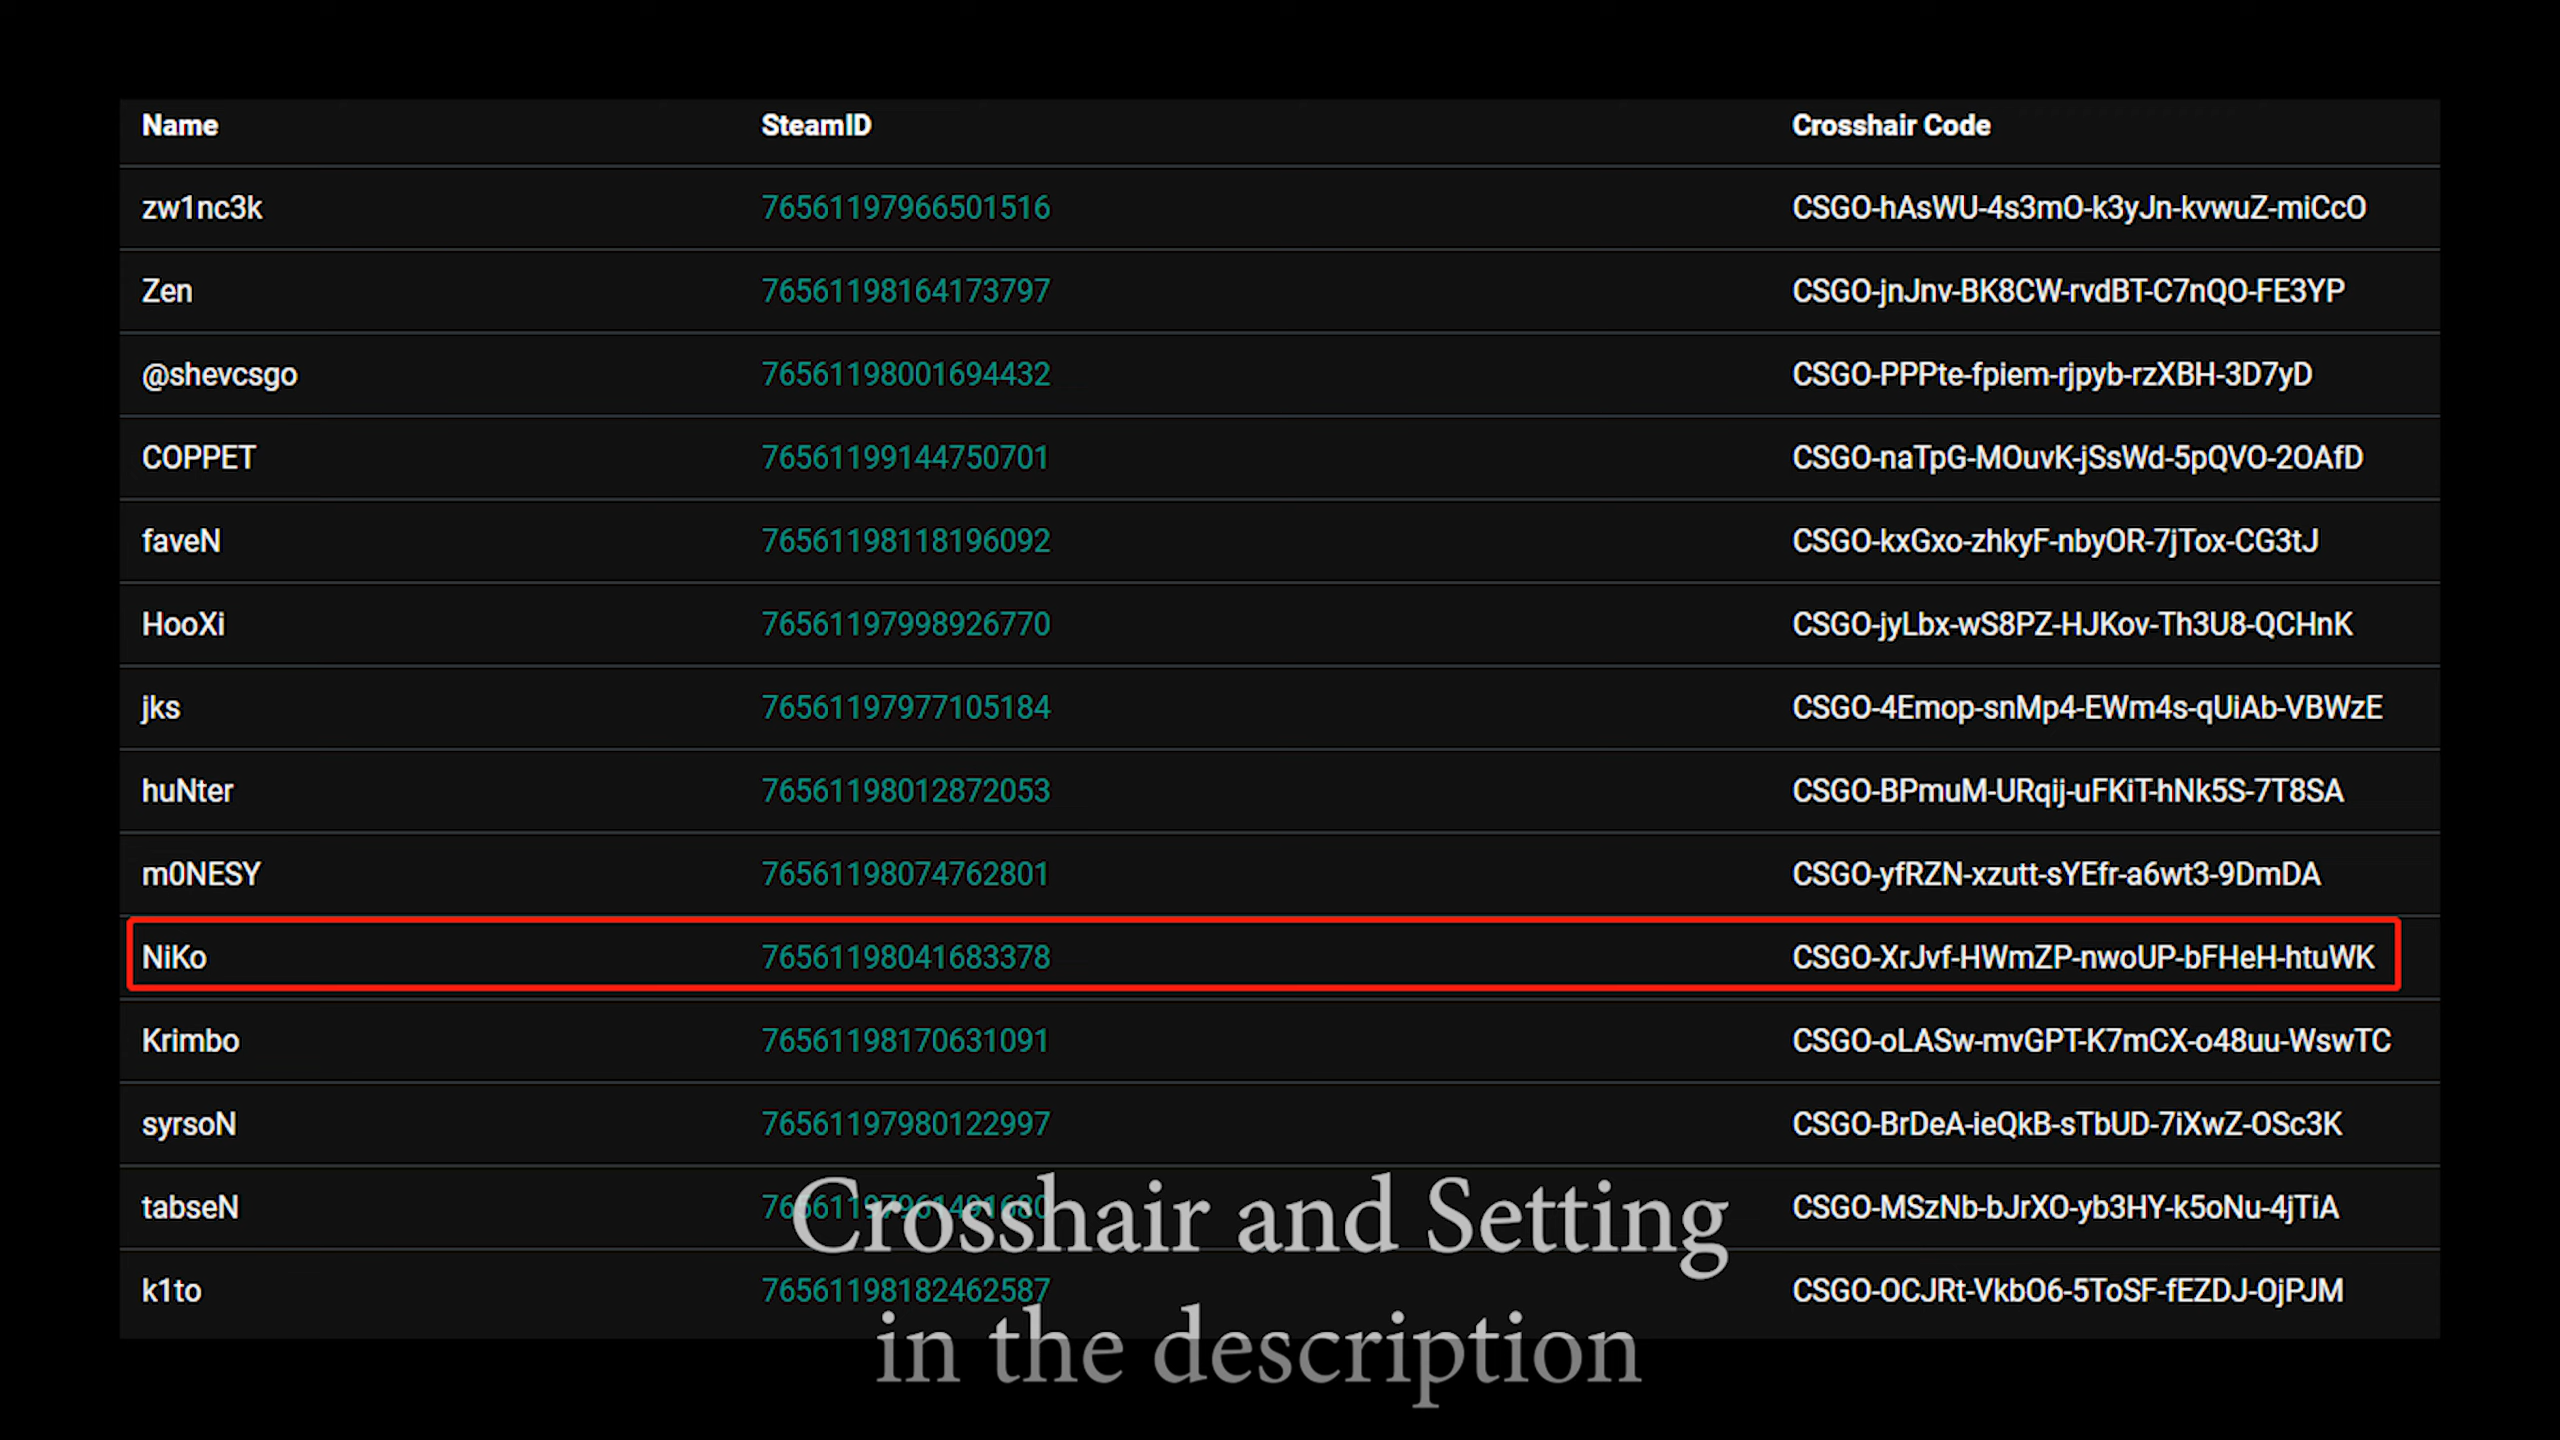 Name SteamID Crosshair Code
zw1nc3k 76561197966501516 CSGO-hAsWU-4s3mO-k3yJn-kvwuZ-miCcO
Zen 76561198164173797 CSGO-jnJnv-BK8CW-rvdBT-C7nQO-FE3YP
@shevcsgo 76561198001694432 CSGO-PPPte-fpiem-rjpyb-rzXBH-3D7yD
COPPET 76561199144750701 CSGO-naTpG-MOuvK-jSsWd-5pQVO-2OAfD
faveN 76561198118196092 CSGO-kxGxo-zhkyF-nbyOR-7jTox-CG3tJ
HooXi 76561197998926770 CSGO-jyLbx-wS8PZ-HJKov-Th3U8-QCHnK
jks 76561197977105184 CSGO-4Emop-snMp4-EWm4s-qUiAb-VBWzE
huNter 76561198012872053 CSGO-BPmuM-URqij-uFKiT-hNk5S-7T8SA
m0NESY 76561198074762801 CSGO-yfRZN-xzutt-sYEfr-a6wt3-9DmDA
NiKo 76561198041683378 CSGO-XrJvf-HWmZP-nwoUP-bFHeH-htuWK
Krimbo 76561198170631091 CSGO-oLASw-mvGPT-K7mCX-o48uu-WswTC
syrsoN 76561197980122997 CSGO-BrDeA-ieQkB-sTbUD-7iXwZ-OSc3K
tabseN CSGO-MSzNb-bJrXO-yb3HY-k5oNu-4jTiA
Crosshair and Setting
k1to 76561198182462587 CSGO-OCJRt-VkbO6-5ToSF-fEZDJ-OjPJM
in the description